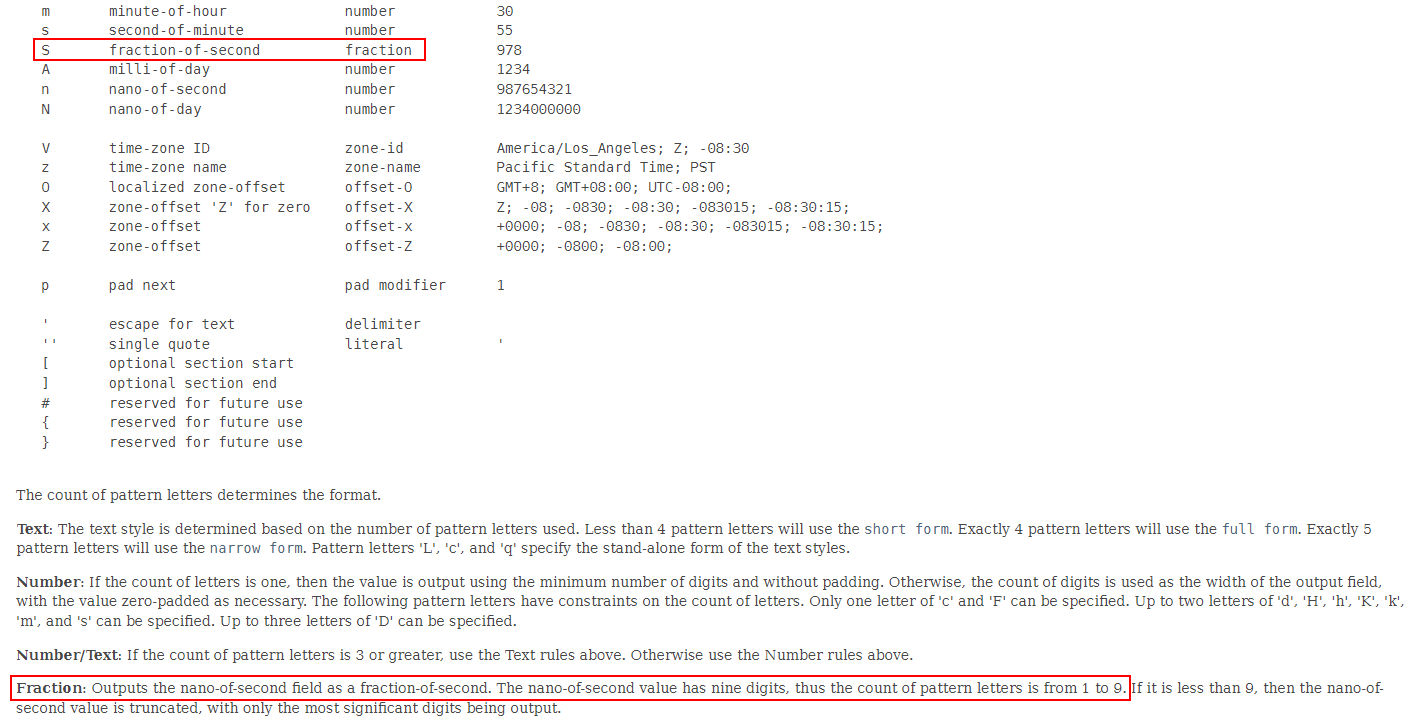 m minute-of-hour number 30
s second-of-minute number 55
S fraction-of-second fraction 978
A milli-of-day number 1234
n nano-of-second number 987654321
N nano-of-day number 1234000000
V time-zone ID zone-id America/Los_Angeles; Z; -08:30
z time-zone name zone-name Pacific Standard Time; PST
O localized zone-offset offset-O GMT+8; GMT+08:00; UTC-08:00;
X zone-offset 'Z' for zero offset-X Z; -08; -0830; -08:30; -083015; -08:30:15;
x zone-offset offset-x +0000; -08; -0830; -08:30; -083015; -08:30:15;
Z zone-offset offset-Z +0000; -0800; -08:00;
p pad next pad modifier 1
' escape for text delimiter
'' single quote literal '
[ optional section start
] optional section end
# reserved for future use
{ reserved for future use
} reserved for future use
The count of pattern letters determines the format.
Text: The text style is determined based on the number of pattern letters used. Less than 4 pattern letters will use the short form. Exactly 4 pattern letters will use the full form. Exactly 5
pattern letters will use the narrow form. Pattern letters 'L', 'c', and 'q' specify the stand-alone form of the text styles.
Number: If the count of letters is one, then the value is output using the minimum number of digits and without padding. Otherwise, the count of digits is used as the width of the output field,
with the value zero-padded as necessary. The following pattern letters have constraints on the count of letters. Only one letter of 'c' and 'F' can be specified. Up to two letters of 'd', 'H', 'h', 'K', 'k',
'm', and 's' can be specified. Up to three letters of 'D' can be specified.
Number/Text: If the count of pattern letters is 3 or greater, use the Text rules above. Otherwise use the Number rules above.
Fraction: Outputs the nano-of-second field as a fraction-of-second. The nano-of-second value has nine digits, thus the count of pattern letters is from 1 to 9. If it is less than 9, then the nano-of-
second value is truncated, with only the most significant digits being output.